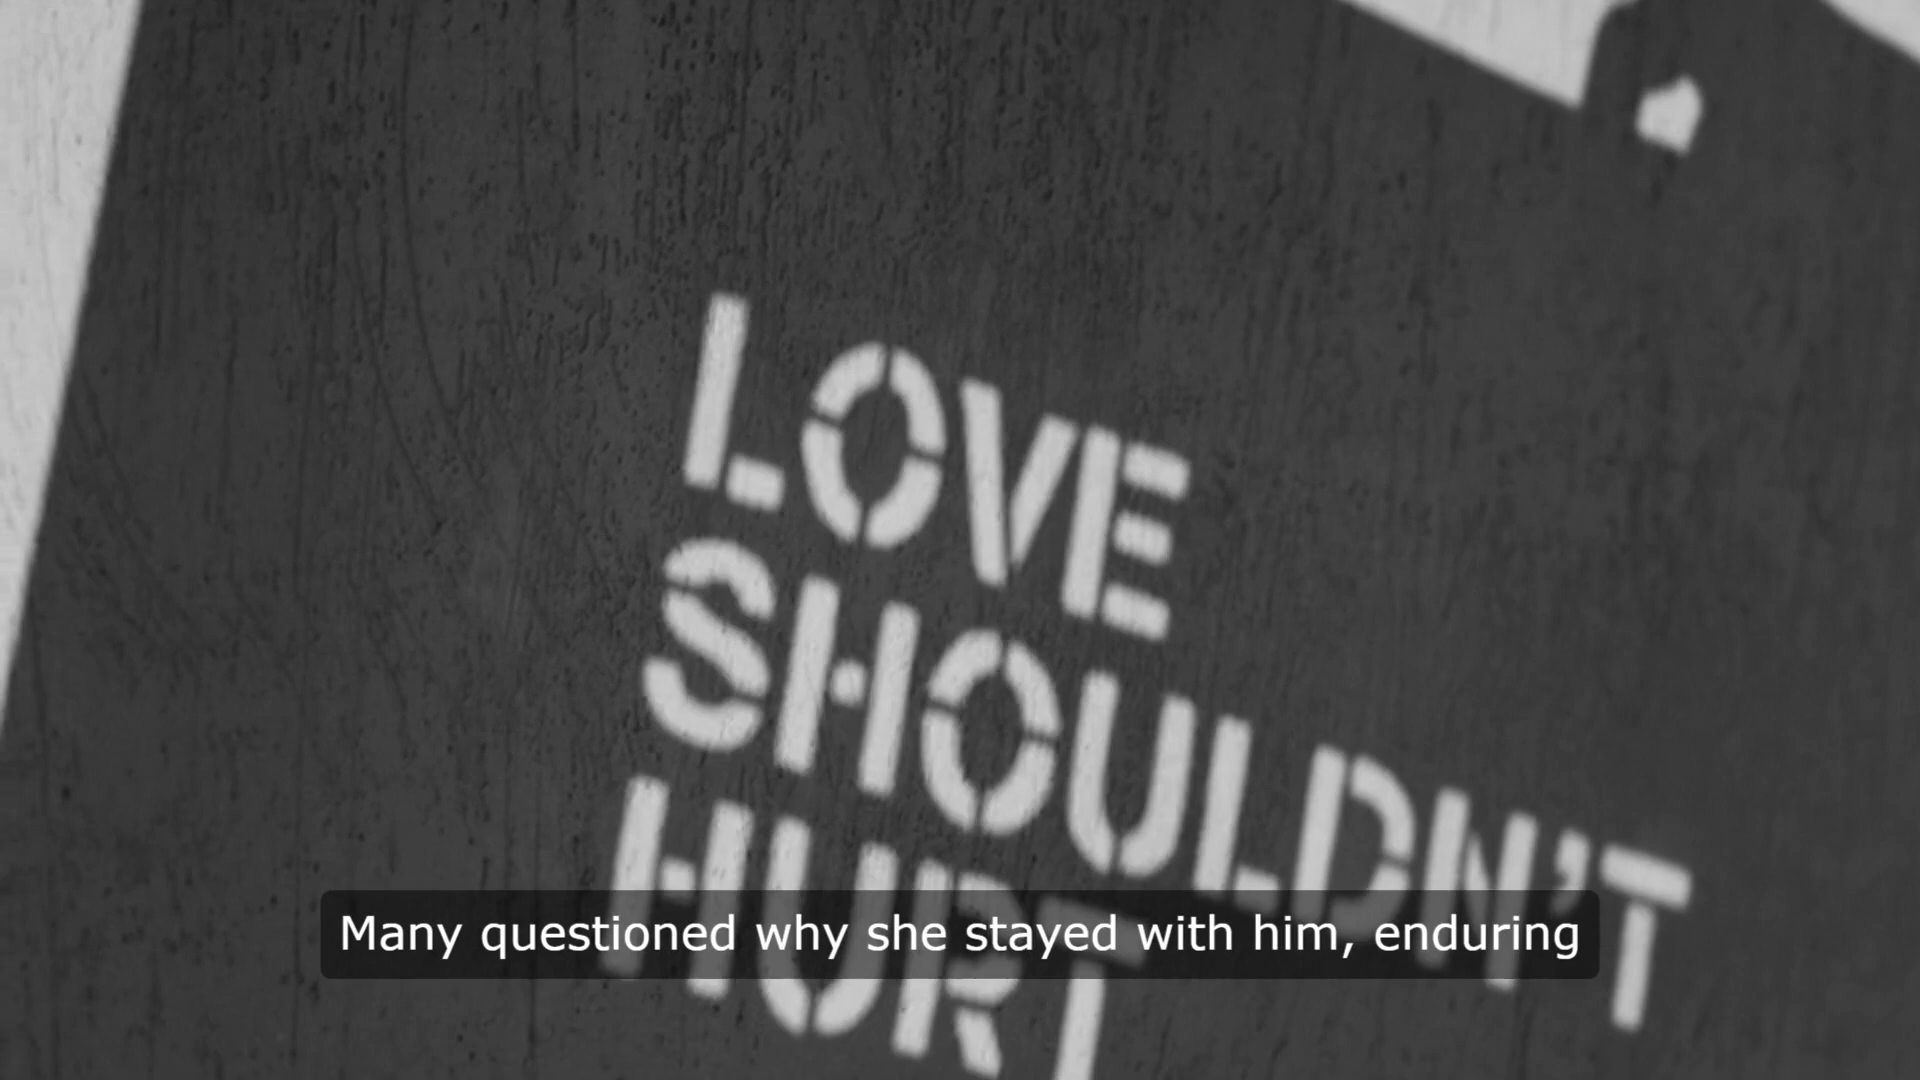 LOVE
SHOULDN'T
HURT
Many questioned why she stayed with him, enduring